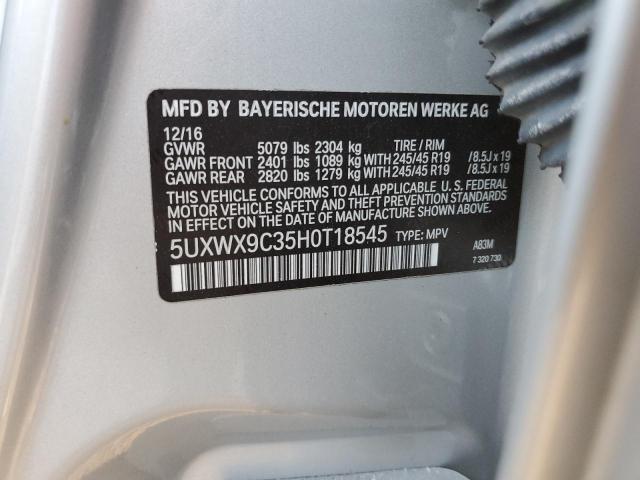 MFD BY BAYERISCHE MOTOREN WERKE AG
12/16
GVWR 5079 lbs 2304 kg TIRE / RIM
GAWR FRONT 2401 lbs 1089 kg WITH 245/45 R19 /8.5J x 19
GAWR REAR 2820 lbs 1279 kg WITH 245/45 R19 /8.5J x 19
THIS VEHICLE CONFORMS TO ALL APPLICABLE U. S. FEDERAL
MOTOR VEHICLE SAFETY AND THEFT PREVENTION STANDARDS
IN EFFECT ON THE DATE OF MANUFACTURE SHOWN ABOVE.
5UXWX9C35H0T18545 TYPE: MPV A83M
7 320 730